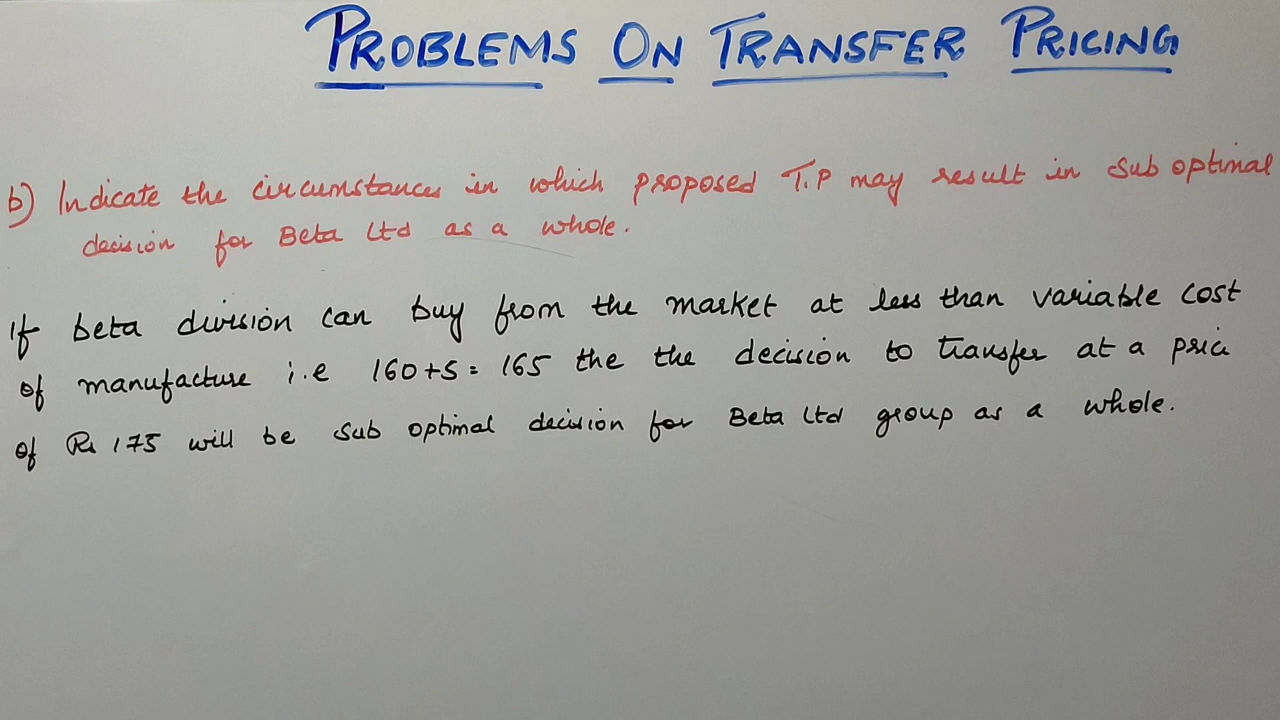 PROBLEMS ON TRANSFER PRICING
b) Indicate the circumstances in which proposed T.P may result in sub optimal
decision for Beta Ltd as a whole.
If beta division can buy from the market at less than variable cost
of manufacture i.e 160+5= 165 the the decision to transfer at a price
of Rs 175 will be sub optimal decision for Beta Ltd group as a whole.